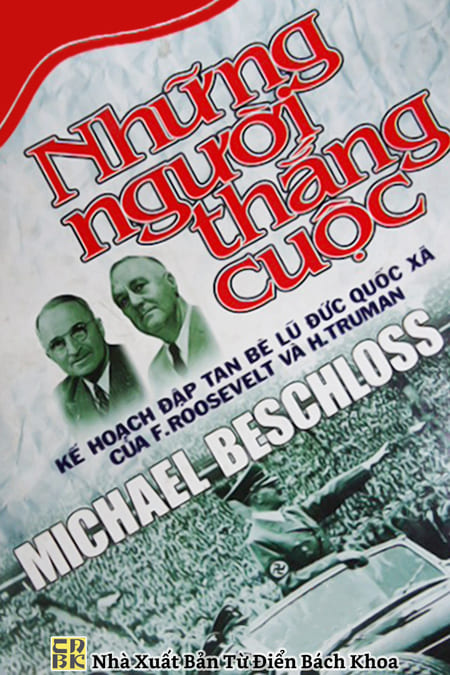 Những
người
thắng
cuộc
KẾ HOẠCH ĐẬP TAN BÈ LŨ ĐỨC QUỐC XÃ
CỦA F.ROOSEVELT VÀ H.TRUMAN
MICHAEL BESCHLOSS
Nhà Xuất Bản Từ Điển Bách Khoa